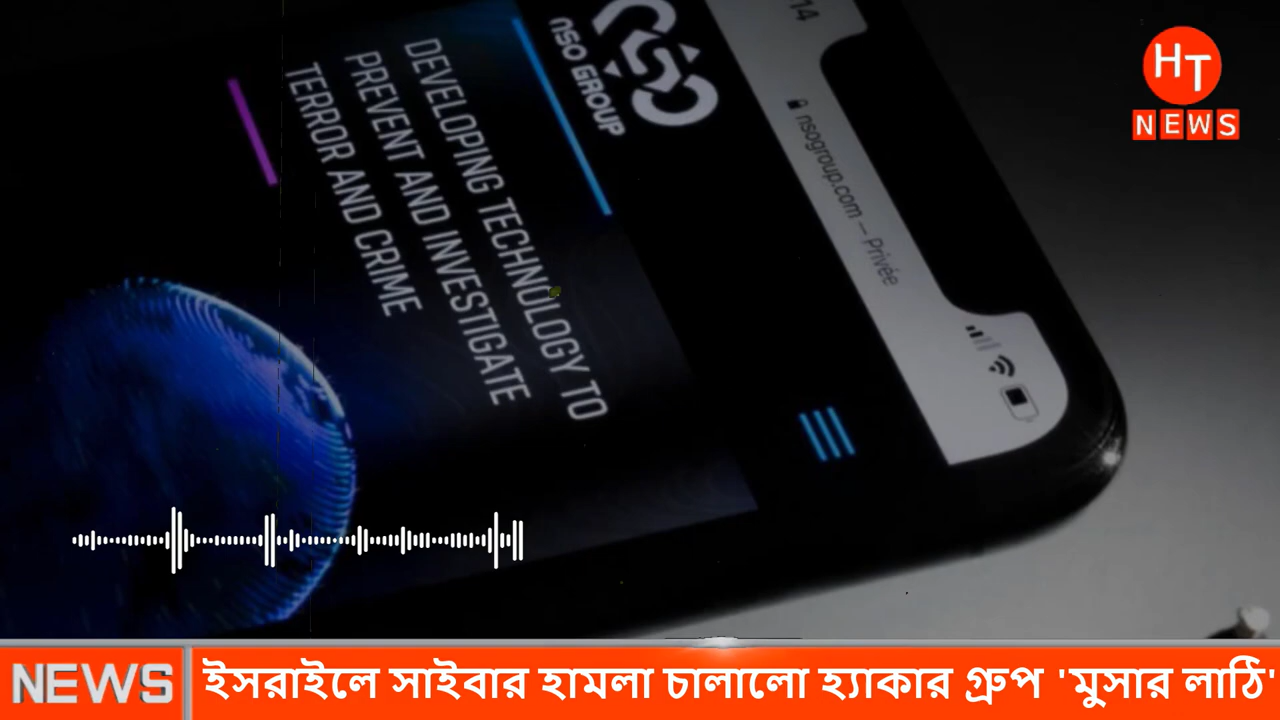 14
nsogroup.com — Privée
NSO GROUP
DEVELOPING TECHNOLOGY TO
PREVENT AND INVESTIGATE
TERROR AND CRIME
HT
NEWS
NEWS
ইসরাইলে সাইবার হামলা চালালো হ্যাকার গ্রুপ 'মুসার লাঠি'